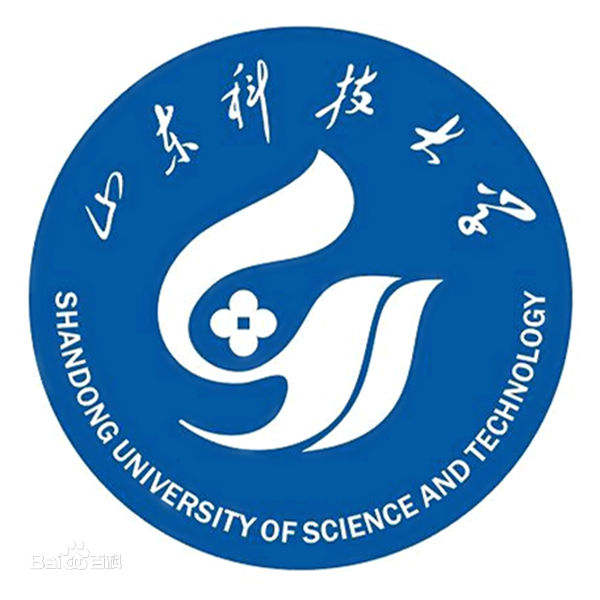 山东科技大学
SHANDONG UNIVERSITY OF SCIENCE AND TECHNOLOGY
Bai百科